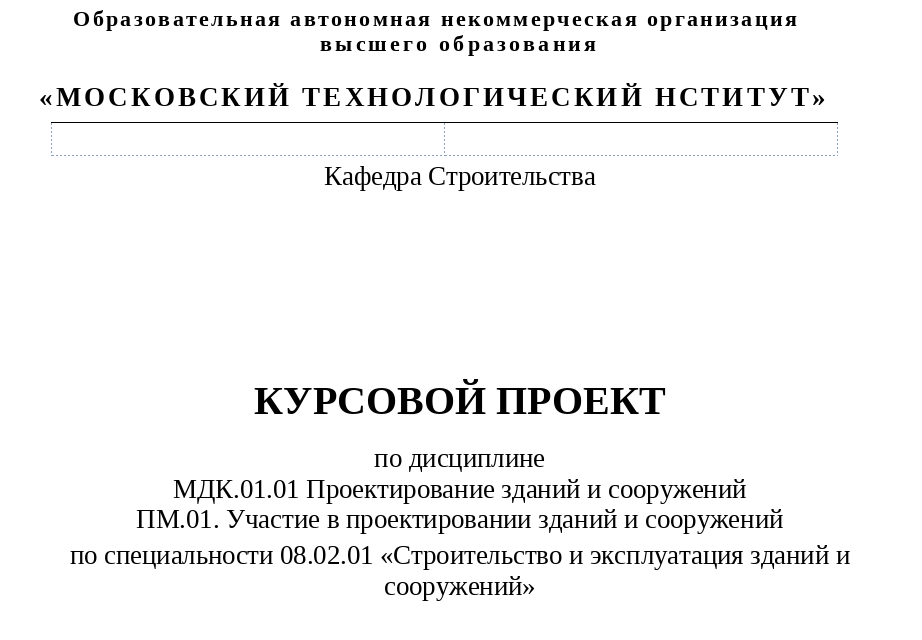 Образовательная автономная некоммерческая организация
высшего образования
«МОСКОВСКИЙ ТЕХНОЛОГИЧЕСКИЙ НСТИТУТ»
Кафедра Строительства
КУРСОВОЙ ПРОЕКТ
по дисциплине
МДК.01.01 Проектирование зданий и сооружений
ПМ.01. Участие в проектировании зданий и сооружений
по специальности 08.02.01 «Строительство и эксплуатация зданий и
сооружений»